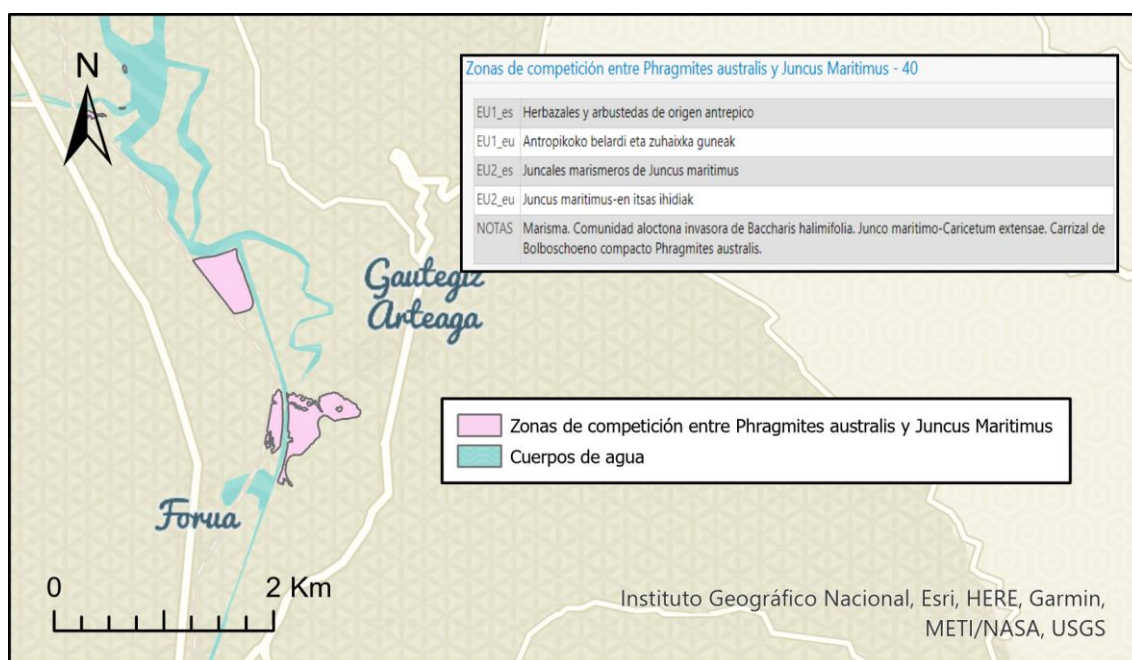 N
Zonas de competición entre Phragmites australis y Juncus Maritimus - 40
EU1_es Herbazales y arbustedas de origen antrepico
EU1_eu Antropikoko belardi eta zuhaixka guneak
EU2_es Juncales marismeros de Juncus maritimus
EU2_eu Juncus maritimus-en itsas ihidiak
NOTAS Marisma. Comunidad aloctona invasora de Baccharis halimifolia. Junco maritimo-Caricetum extensae. Carrizal de
Bolboschoeno compacto Phragmites australis.
Gautegiz
Arteaga
Zonas de competición entre Phragmites australis y Juncus Maritimus
Cuerpos de agua
Forua
0 2 Km
Instituto Geográfico Nacional, Esri, HERE, Garmin,
METI/NASA, USGS